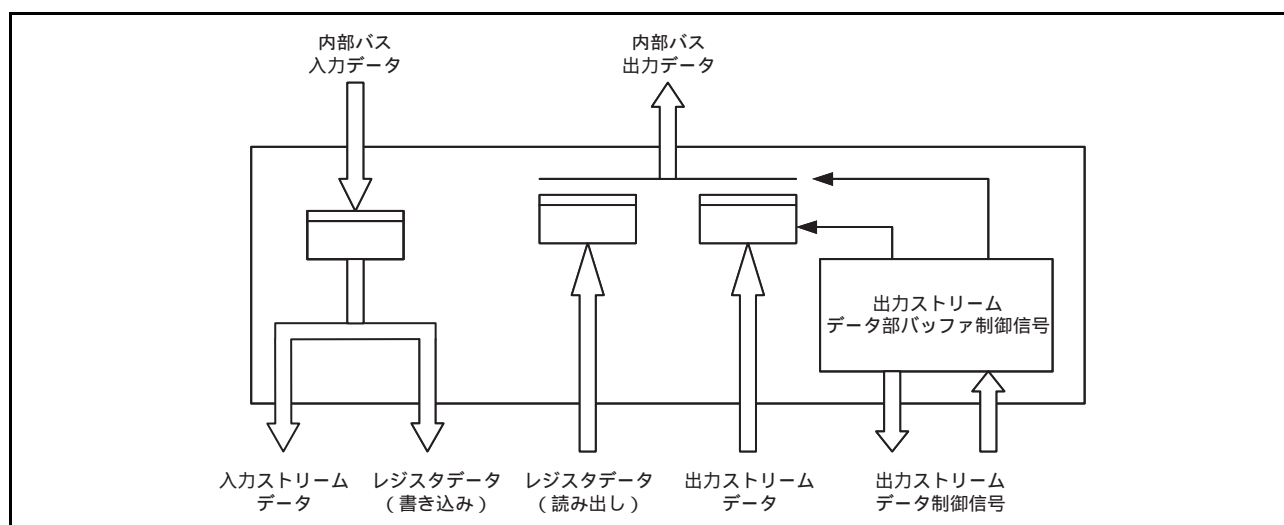 内部バス
入力データ
内部バス
出力データ
出力ストリーム
データ部バッファ制御信号
入力ストリーム
データ
レジスタデータ
(書き込み)
レジスタデータ
(読み出し)
出力ストリーム
データ
出力ストリーム
データ制御信号